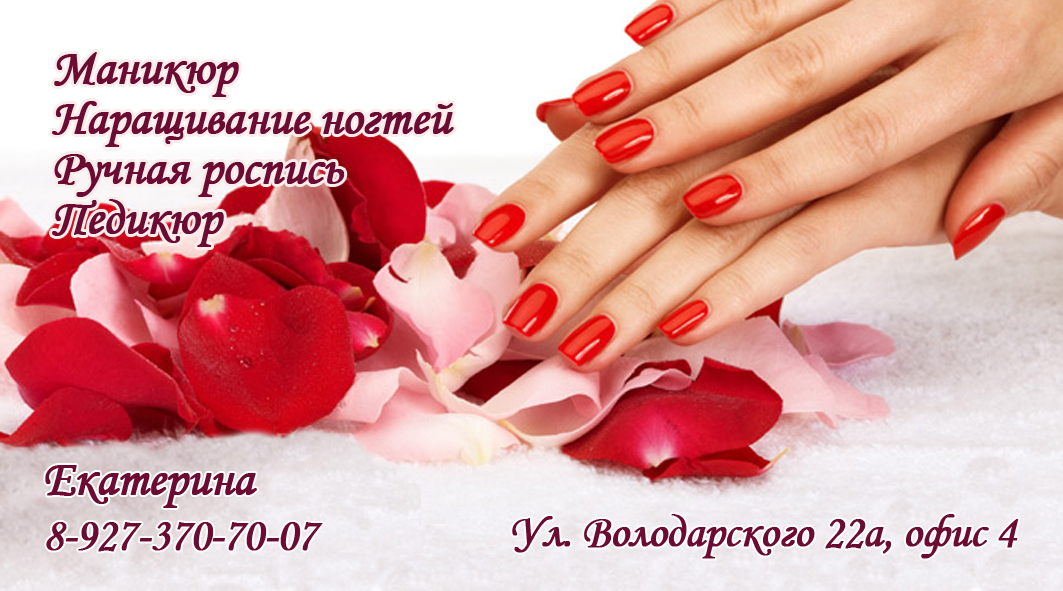 Маникюр
Наращивание ногтей
Ручная роспись
Педикюр
Екатерина
8-927-370-70-07
Ул. Володарского 22а, офис 4